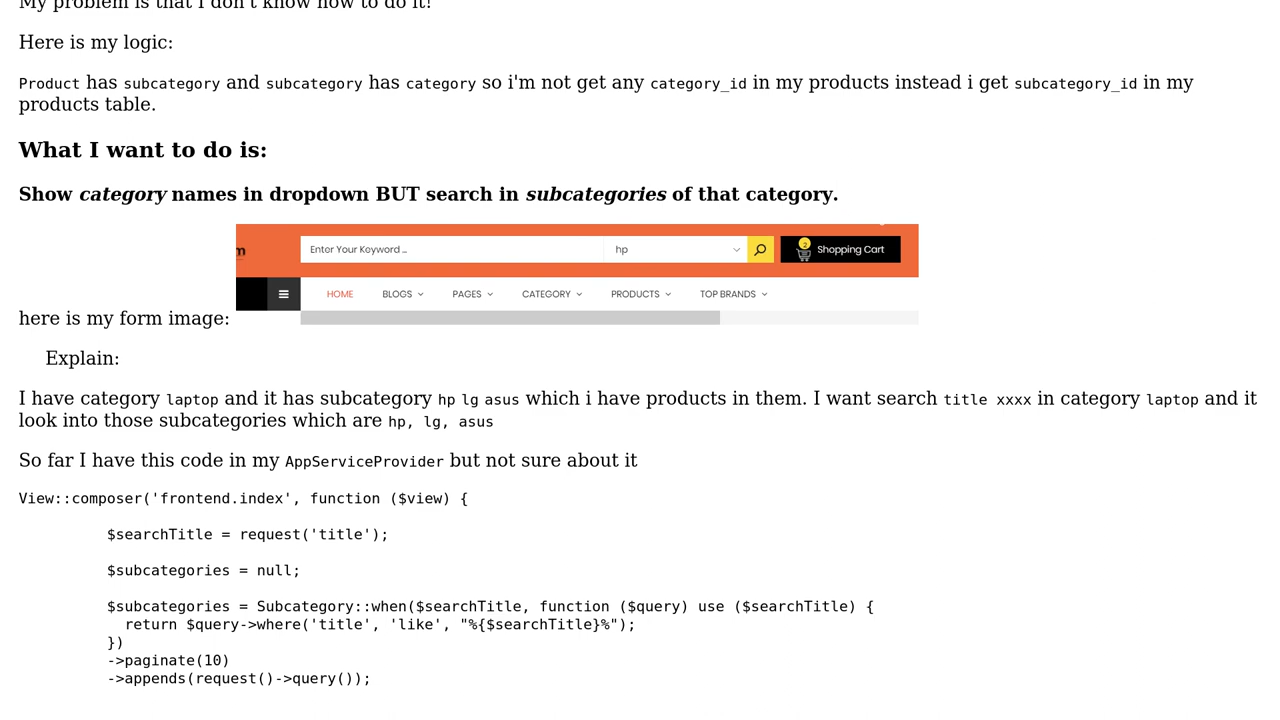 My problem is that I don't know how to do it!
Here is my logic:
Product has subcategory and subcategory has category so i'm not get any category_id in my products instead i get subcategory_id in my
products table.
What I want to do is:
Show category names in dropdown BUT search in subcategories of that category.
m
Enter Your Keyword ...
hp
2
Shopping Cart
HOME BLOGS PAGES CATEGORY PRODUCTS TOP BRANDS
here is my form image:
Explain:
I have category laptop and it has subcategory hp lg asus which i have products in them. I want search title xxxx in category laptop and it
look into those subcategories which are hp, lg, asus
So far I have this code in my AppServiceProvider but not sure about it
View::composer('frontend.index', function ($view) {
$searchTitle = request('title');
$subcategories = null;
$subcategories = Subcategory::when($searchTitle, function ($query) use ($searchTitle) {
return $query->where('title', 'like', "%{$searchTitle}%");
})
->paginate(10)
->appends(request()->query());